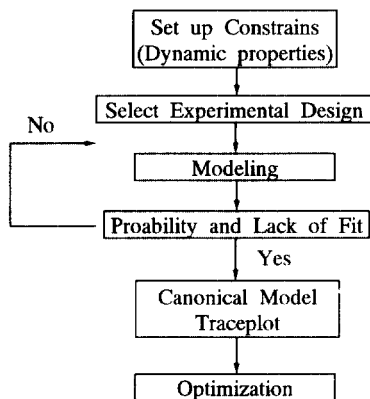 Set up Constrains
(Dynamic properties)
Select Experimental Design
No
Modeling
Proability and Lack of Fit
Yes
Canonical Model
Traceplot
Optimization